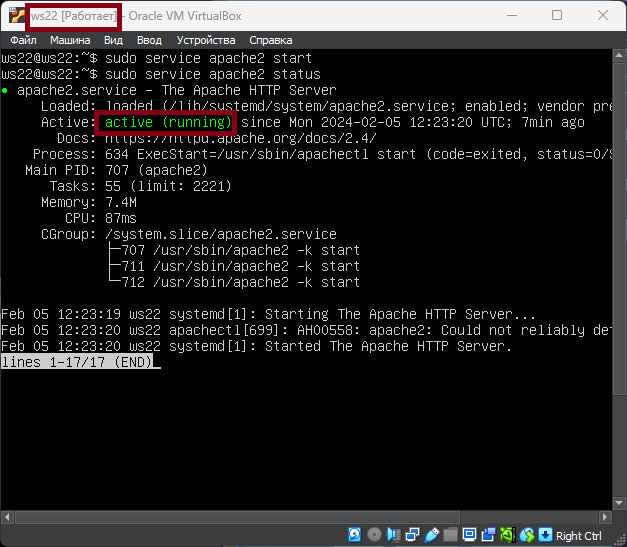 ws22 [Работает] - Oracle VM VirtualBox
Файл Машина Вид Ввод Устройства Справка
ws22@ws22:~$ sudo service apache2 start
ws22@ws22:~$ sudo service apache2 status
● apache2.service - The Apache HTTP Server
Loaded: loaded (/lib/systemd/system/apache2.service; enabled; vendor pre
Active: active (running) since Mon 2024-02-05 12:23:20 UTC; 7min ago
Docs: https://httpd.apache.org/docs/2.4/
Process: 634 ExecStart=/usr/sbin/apachectl start (code=exited, status=0/S
Main PID: 707 (apache2)
Tasks: 55 (limit: 2221)
Memory: 7.4M
CPU: 87ms
CGroup: /system.slice/apache2.service
├─707 /usr/sbin/apache2 -k start
├─711 /usr/sbin/apache2 -k start
└─712 /usr/sbin/apache2 -k start
Feb 05 12:23:19 ws22 systemd[1]: Starting The Apache HTTP Server...
Feb 05 12:23:20 ws22 apachectl[699]: AH00558: apache2: Could not reliably det
Feb 05 12:23:20 ws22 systemd[1]: Started The Apache HTTP Server.
lines 1-17/17 (END)
Right Ctrl